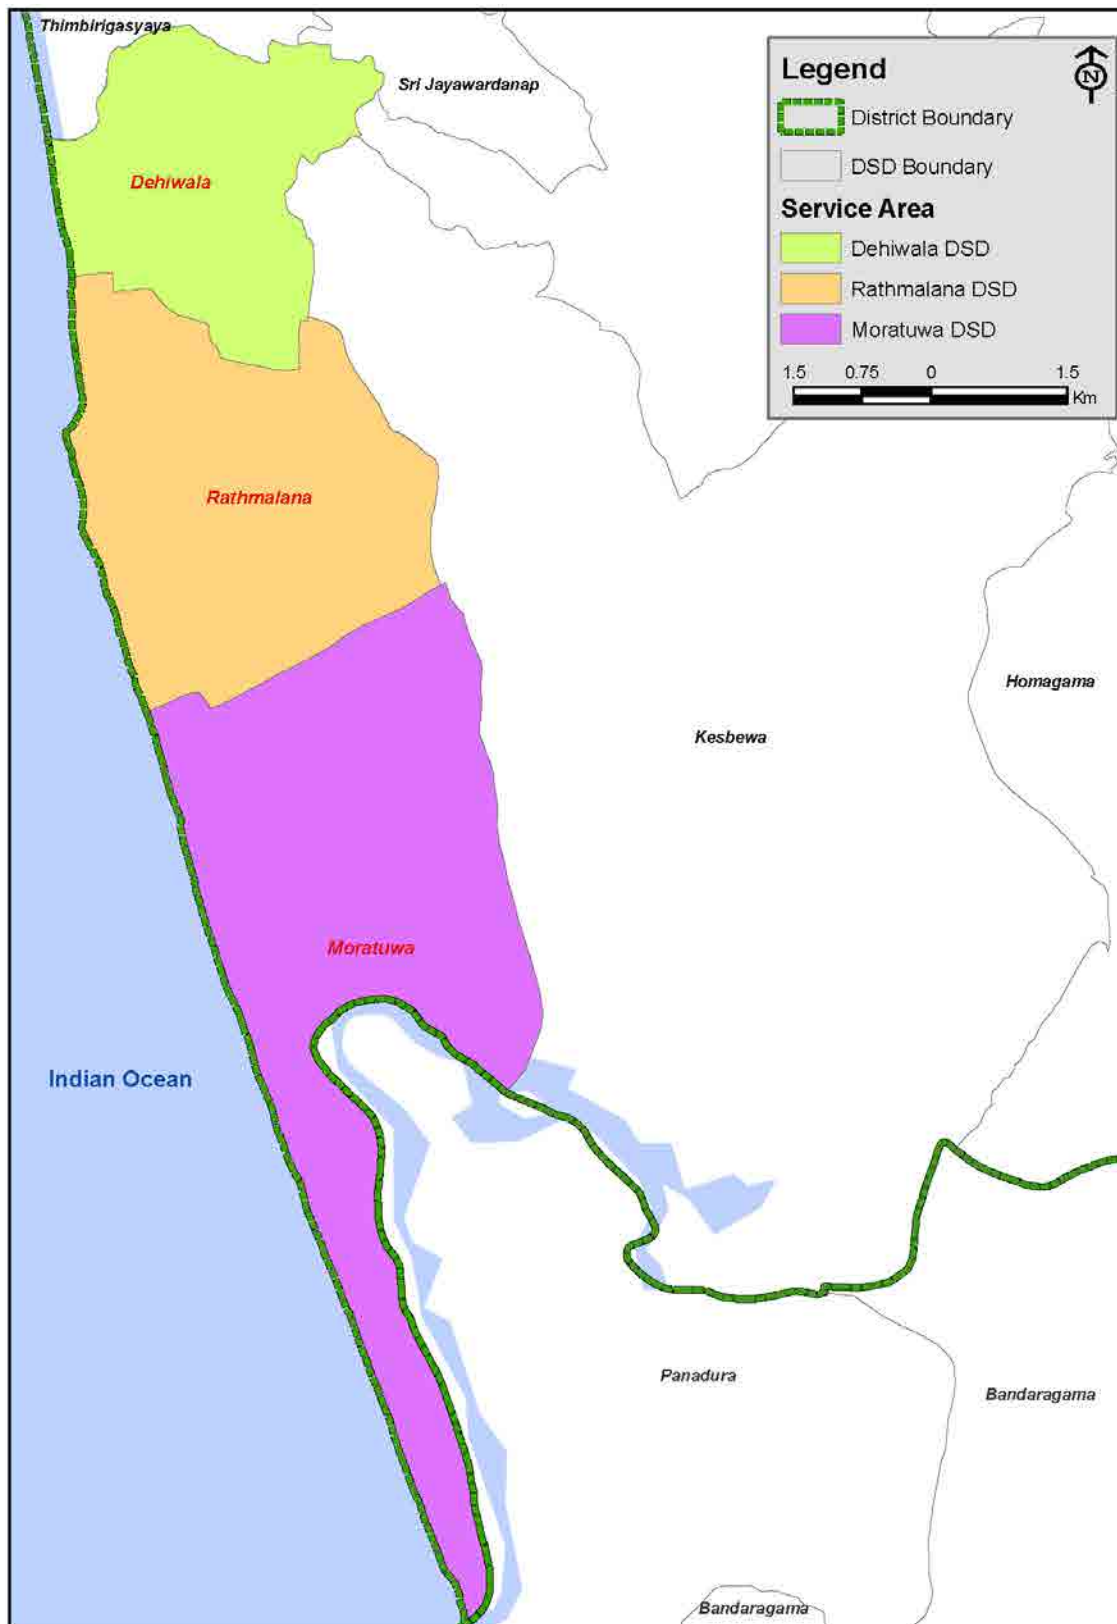 Thimbirigasyaya
Sri Jayawardanap
Legend
N
District Boundary
DSD Boundary
Service Area
Dehiwala DSD
Rathmalana DSD
Moratuwa DSD
1.5 0.75 0 1.5
Km
Dehiwala
Rathmalana
Homagama
Kesbewa
Moratuwa
Indian Ocean
Panadura
Bandaragama
Bandaragama